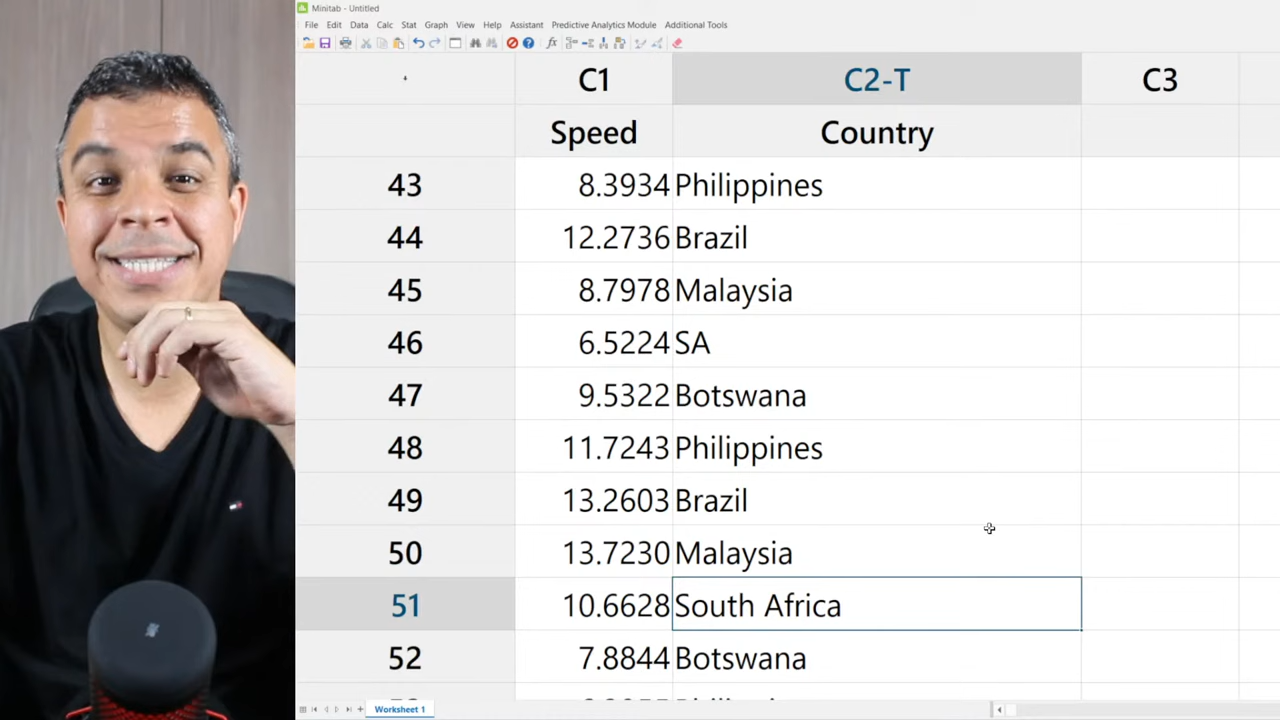 Minitab - Untitled
File Edit Data Calc Stat Graph View Help Assistant Predictive Analytics Module Additional Tools
C1 C2-T C3
Speed Country
43 8.3934 Philippines
44 12.2736 Brazil
45 8.7978 Malaysia
46 6.5224 SA
47 9.5322 Botswana
48 11.7243 Philippines
49 13.2603 Brazil
50 13.7230 Malaysia
51 10.6628 South Africa
52 7.8844 Botswana
Worksheet 1